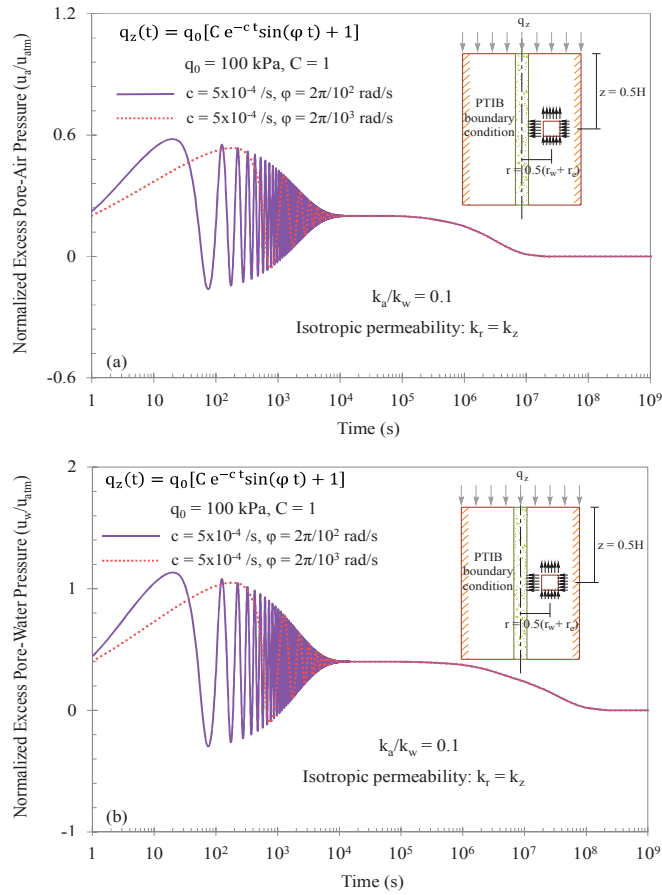 q_z(t) = q_0[C e^{-c t}sin(φ t) + 1]
q_0 = 100 kPa, C = 1
c = 5x10^{-4} /s, φ = 2π/10^2 rad/s
c = 5x10^{-4} /s, φ = 2π/10^3 rad/s
q_z
PTIB
boundary
condition
z = 0.5H
r = 0.5(r_w + r_e)
k_a/k_w = 0.1
Isotropic permeability: k_r = k_z
(a)
Normalized Excess Pore-Air Pressure (u_a/u_atm)
1.2
0.6
0
-0.6
1 10 10^2 10^3 10^4 10^5 10^6 10^7 10^8 10^9
Time (s)
q_z(t) = q_0[C e^{-c t}sin(φ t) + 1]
q_0 = 100 kPa, C = 1
c = 5x10^{-4} /s, φ = 2π/10^2 rad/s
c = 5x10^{-4} /s, φ = 2π/10^3 rad/s
q_z
PTIB
boundary
condition
z = 0.5H
r = 0.5(r_w + r_e)
k_a/k_w = 0.1
Isotropic permeability: k_r = k_z
(b)
Normalized Excess Pore-Water Pressure (u_w/u_atm)
2
1
0
-1
1 10 10^2 10^3 10^4 10^5 10^6 10^7 10^8 10^9
Time (s)